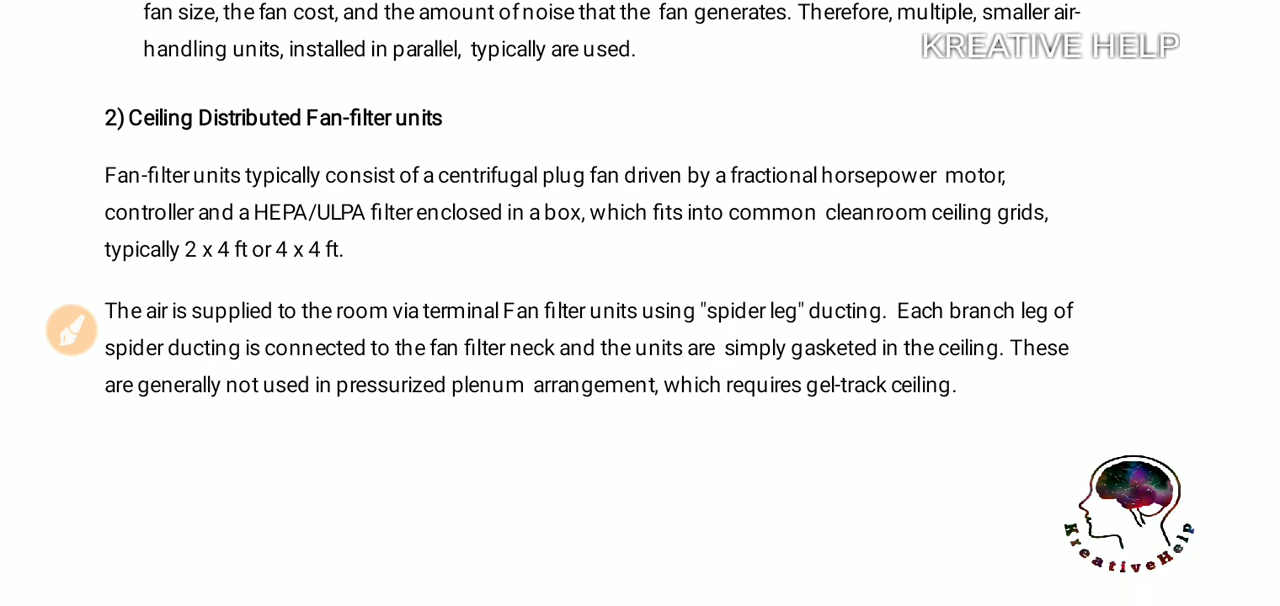 fan size, the fan cost, and the amount of noise that the fan generates. Therefore, multiple, smaller air-
handling units, installed in parallel, typically are used.
KREATIVE HELP
2) Ceiling Distributed Fan-filter units
Fan-filter units typically consist of a centrifugal plug fan driven by a fractional horsepower motor,
controller and a HEPA/ULPA filter enclosed in a box, which fits into common cleanroom ceiling grids,
typically 2 x 4 ft or 4 x 4 ft.
The air is supplied to the room via terminal Fan filter units using "spider leg" ducting. Each branch leg of
spider ducting is connected to the fan filter neck and the units are simply gasketed in the ceiling. These
are generally not used in pressurized plenum arrangement, which requires gel-track ceiling.
KreativeHelp